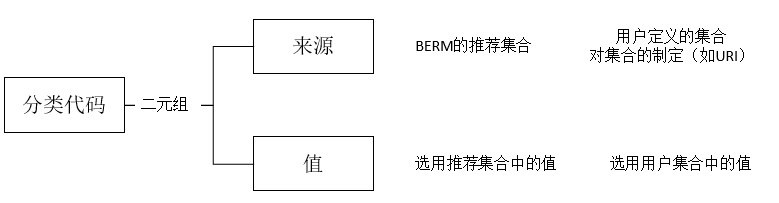 来源
BERM的推荐集合
用户定义的集合
对集合的制定（如URI）
分类代码
二元组
值
选用推荐集合中的值
选用用户集合中的值